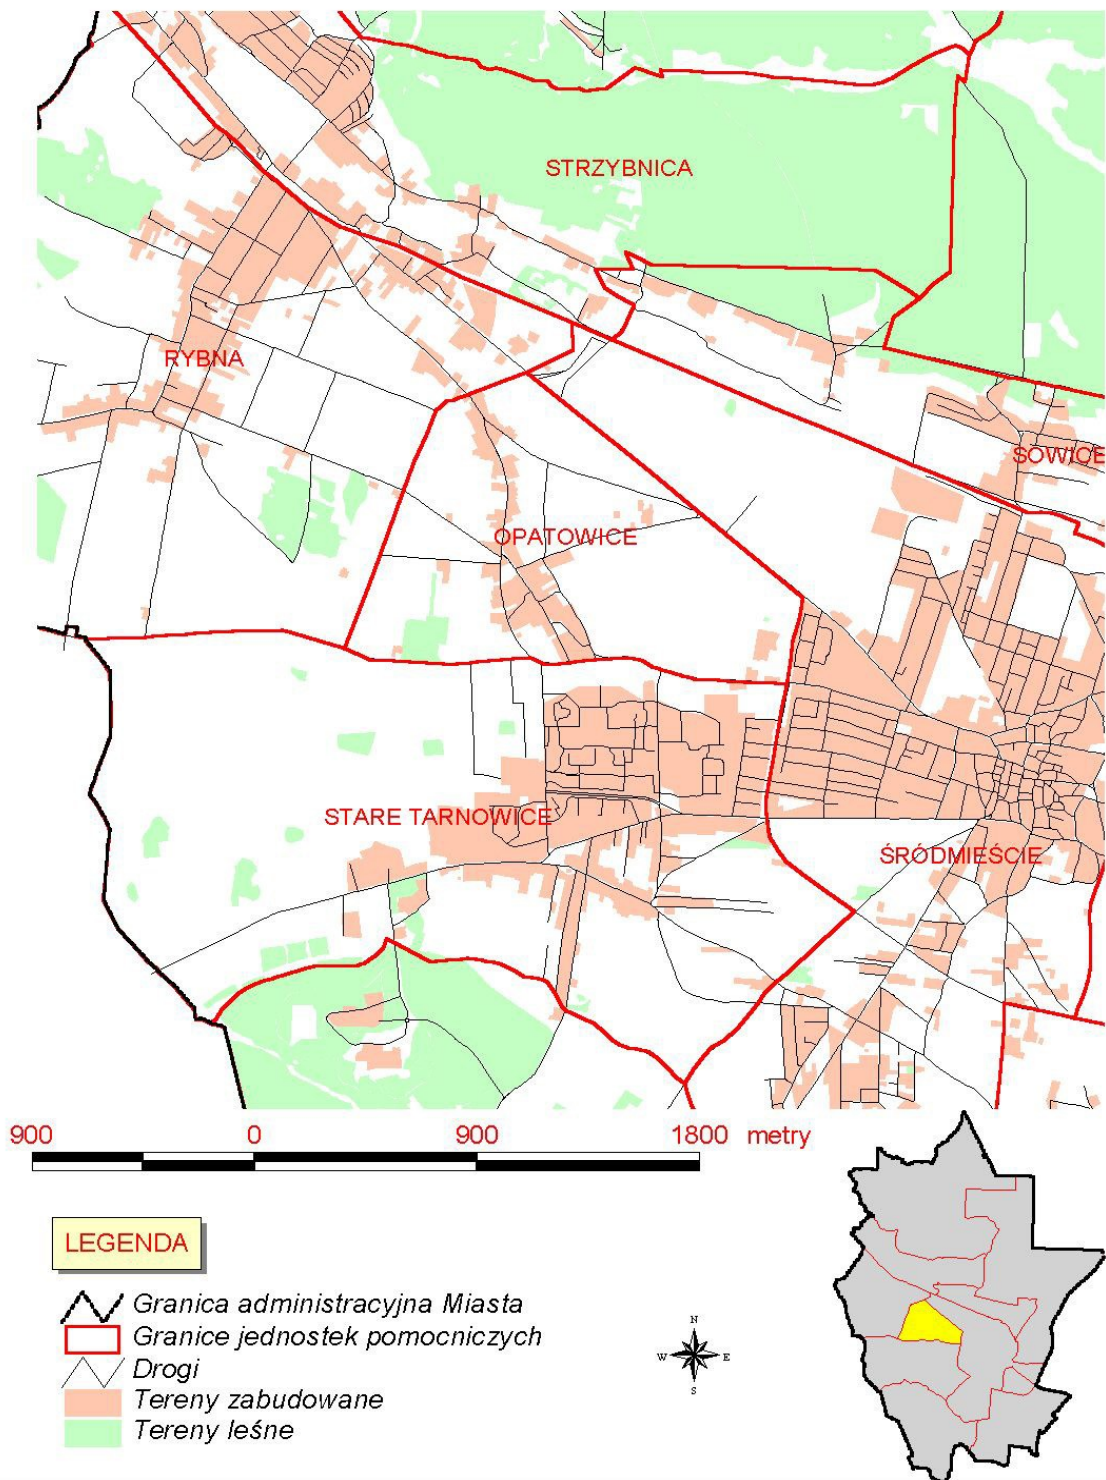 STRZYBNICA
RYBNA
SOWICE
OPATOWICE
STARE TARNOWICE
ŚRÓDMIEŚCIE
900 0 900 1800 metry
LEGENDA
Granica administracyjna Miasta
Granice jednostek pomocniczych
Drogi
Tereny zabudowane
Tereny leśne
N
W E
S